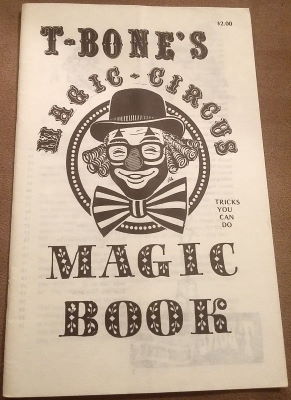 $2.00
T-BONE'S
MAGIC-CIRCUS
TRICKS
YOU
CAN
DO
MAGIC
BOOK